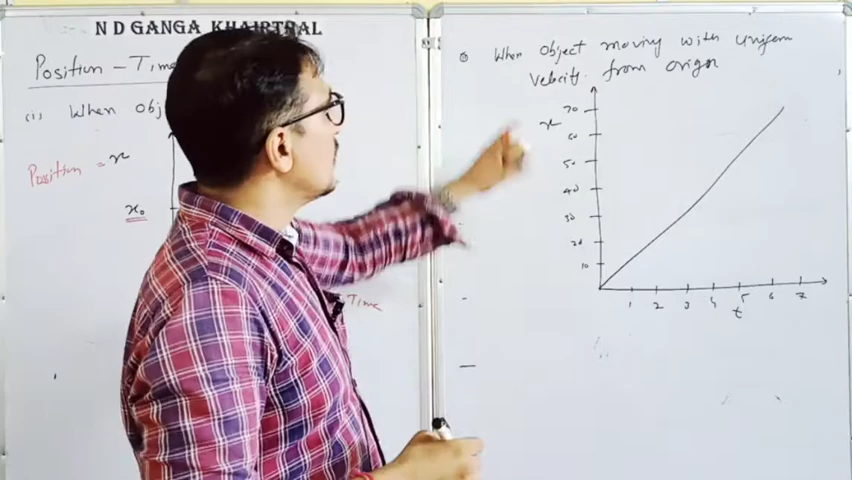 N D GANGA KHAIRTHAL
Position - Time
(i) When Obj
Position = x
x₀
Time
When Object moving with uniform
Velocity from origin
x
70
60
50
40
30
20
10
1 2 3 4 5 6 7
t